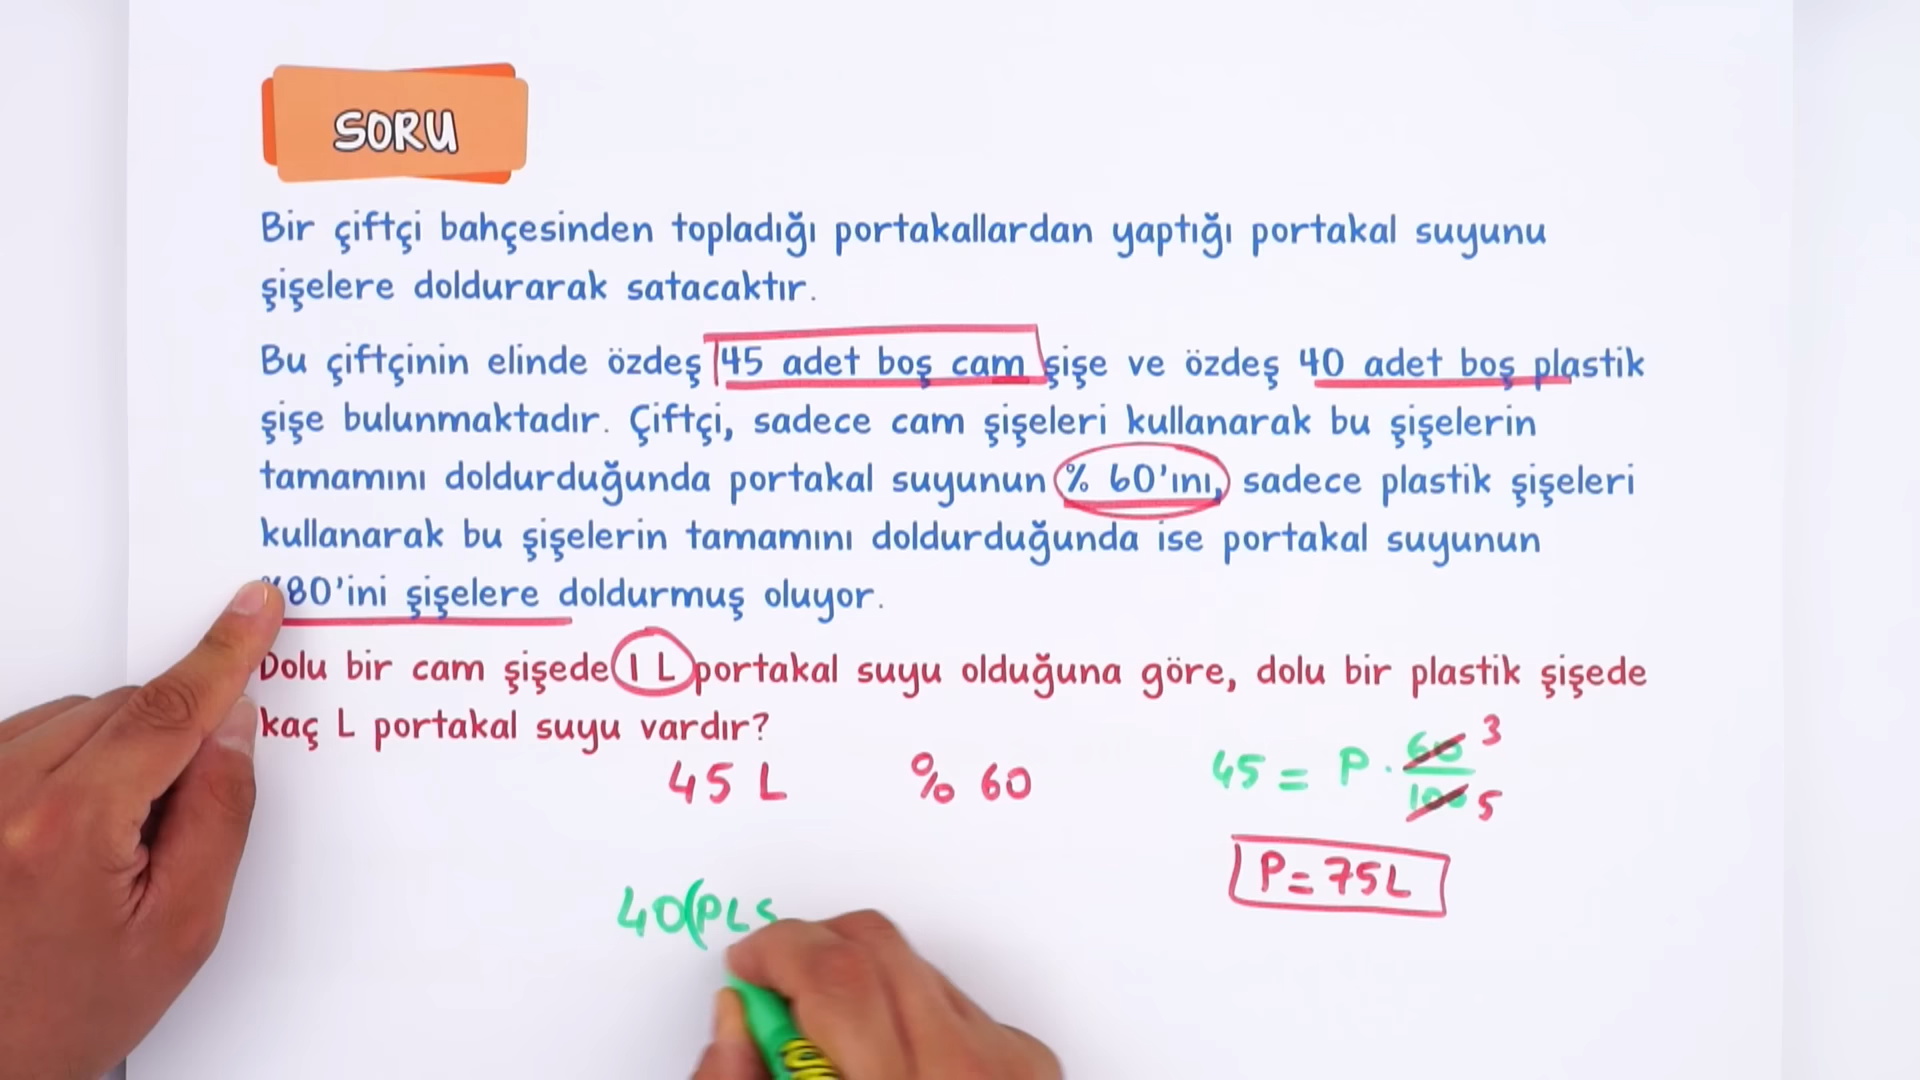 SORU
Bir çiftçi bahçesinden topladığı portakallardan yaptığı portakal suyunu
şişelere doldurarak satacaktır.
Bu çiftçinin elinde özdeş 45 adet boş cam şişe ve özdeş 40 adet boş plastik
şişe bulunmaktadır. Çiftçi, sadece cam şişeleri kullanarak bu şişelerin
tamamını doldurduğunda portakal suyunun % 60'ını, sadece plastik şişeleri
kullanarak bu şişelerin tamamını doldurduğunda ise portakal suyunun
%80'ini şişelere doldurmuş oluyor.
Dolu bir cam şişede 1 L portakal suyu olduğuna göre, dolu bir plastik şişede
kaç L portakal suyu vardır?
45 L % 60 45 = P . 60/100 3 5
P = 75L
40(PLS